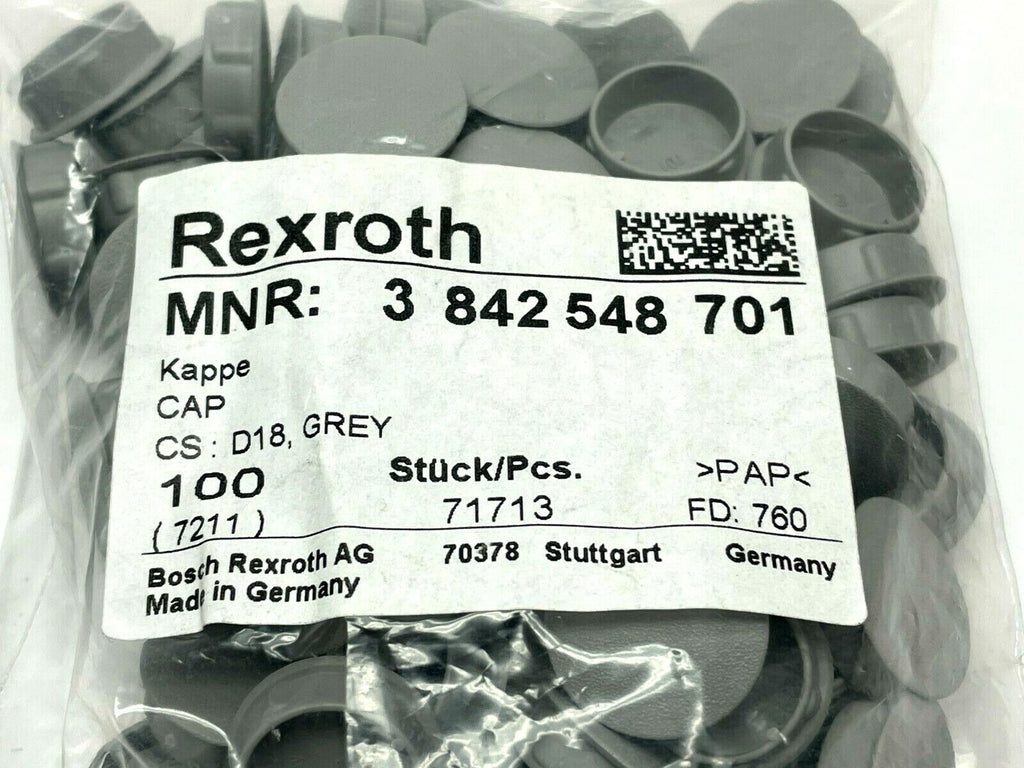 Rexroth
MNR: 3 842 548 701
Kappe
CAP
CS : D18, GREY
100 Stück/Pcs. >PAP<
( 7211 ) 71713 FD: 760
Bosch Rexroth AG 70378 Stuttgart Germany
Made in Germany